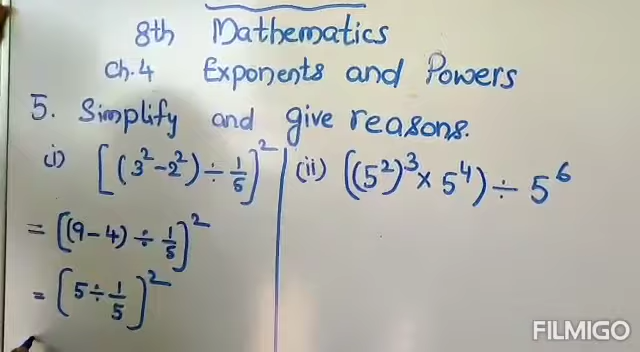 8th Mathematics
Ch.4 Exponents and Powers
5. Simplify and give reasons.
(i) [(3²-2²) ÷ 1/5]² (ii) ((5²)³ × 5⁴) ÷ 5⁶
= [(9-4) ÷ 1/5]²
= [5 ÷ 1/5]²
FILMIGO